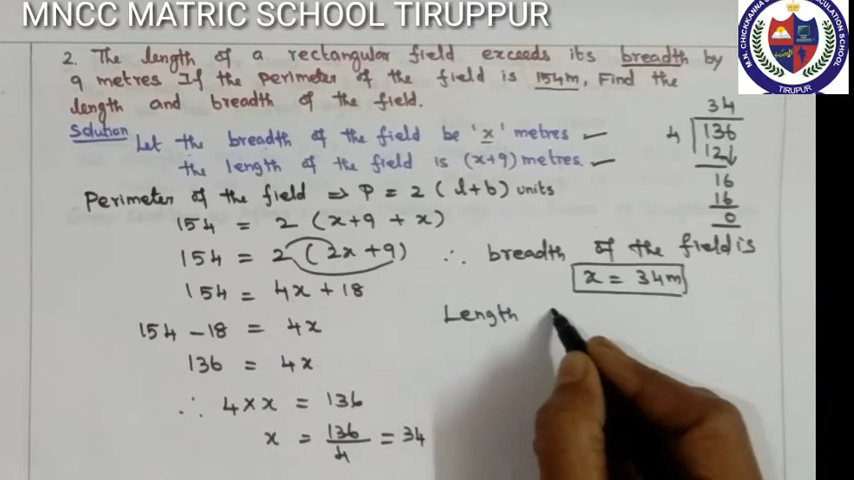 MNCC MATRIC SCHOOL TIRUPPUR
2. The length of a rectangular field exceeds its breadth by
9 metres If the perimeter of the field is 154m, Find the
length and breadth of the field.
Solution Let the breadth of the field be 'x' metres
the length of the field is (x+9) metres.
Perimeter of the field ⇒ P = 2 (l+b) units
154 = 2 (x+9 + x)
154 = 2 (2x+9)
154 = 4x + 18
154 - 18 = 4x
136 = 4x
∴ 4 × x = 136
x = 136/4 = 34
34
4 136
12↓
16
16
0
∴ breadth of the field is
x = 34m
Length
TIRUPUR